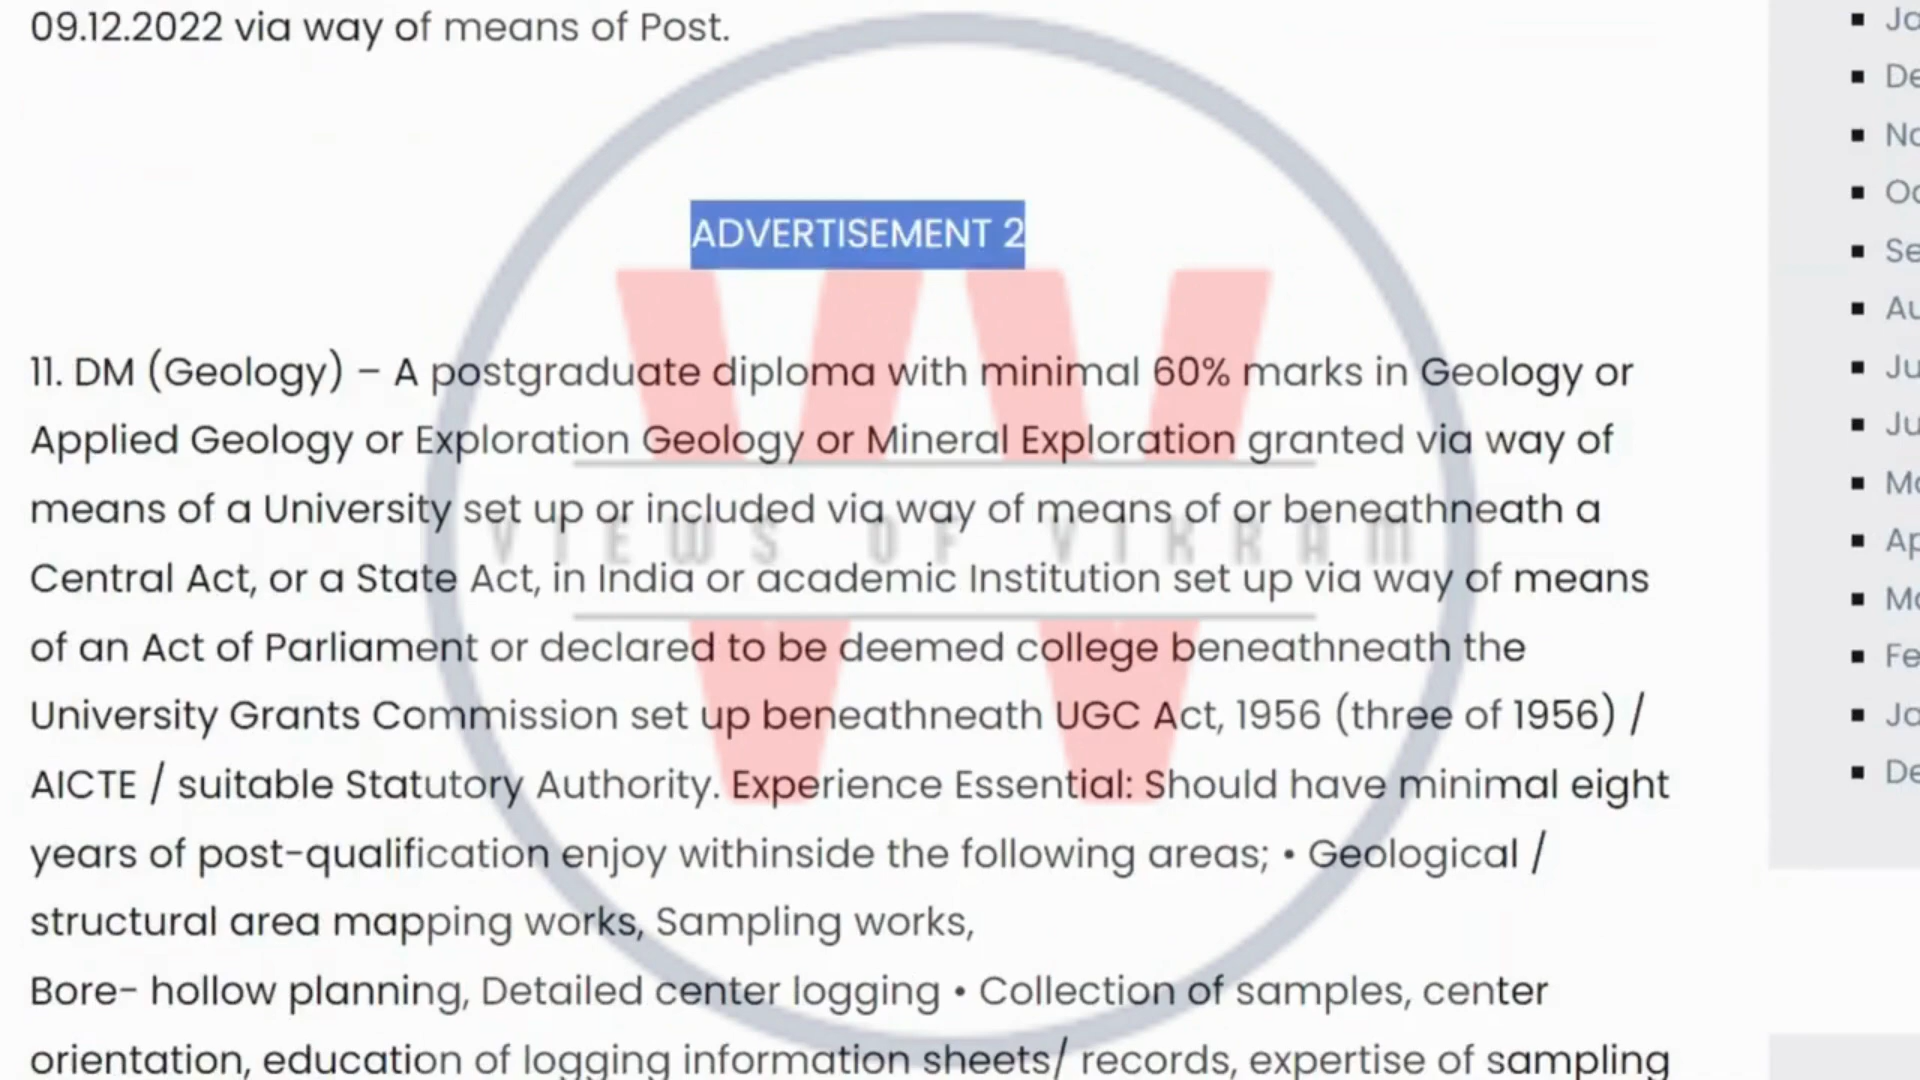 09.12.2022 via way of means of Post.
ADVERTISEMENT 2
11. DM (Geology) – A postgraduate diploma with minimal 60% marks in Geology or
Applied Geology or Exploration Geology or Mineral Exploration granted via way of
means of a University set up or included via way of means of or beneathneath a
VIEWS OF VIKRAM
Central Act, or a State Act, in India or academic Institution set up via way of means
of an Act of Parliament or declared to be deemed college beneathneath the
University Grants Commission set up beneathneath UGC Act, 1956 (three of 1956) /
AICTE / suitable Statutory Authority. Experience Essential: Should have minimal eight
years of post-qualification enjoy withinside the following areas; • Geological /
structural area mapping works, Sampling works,
Bore- hollow planning, Detailed center logging • Collection of samples, center
orientation, education of logging information sheets/ records, expertise of sampling